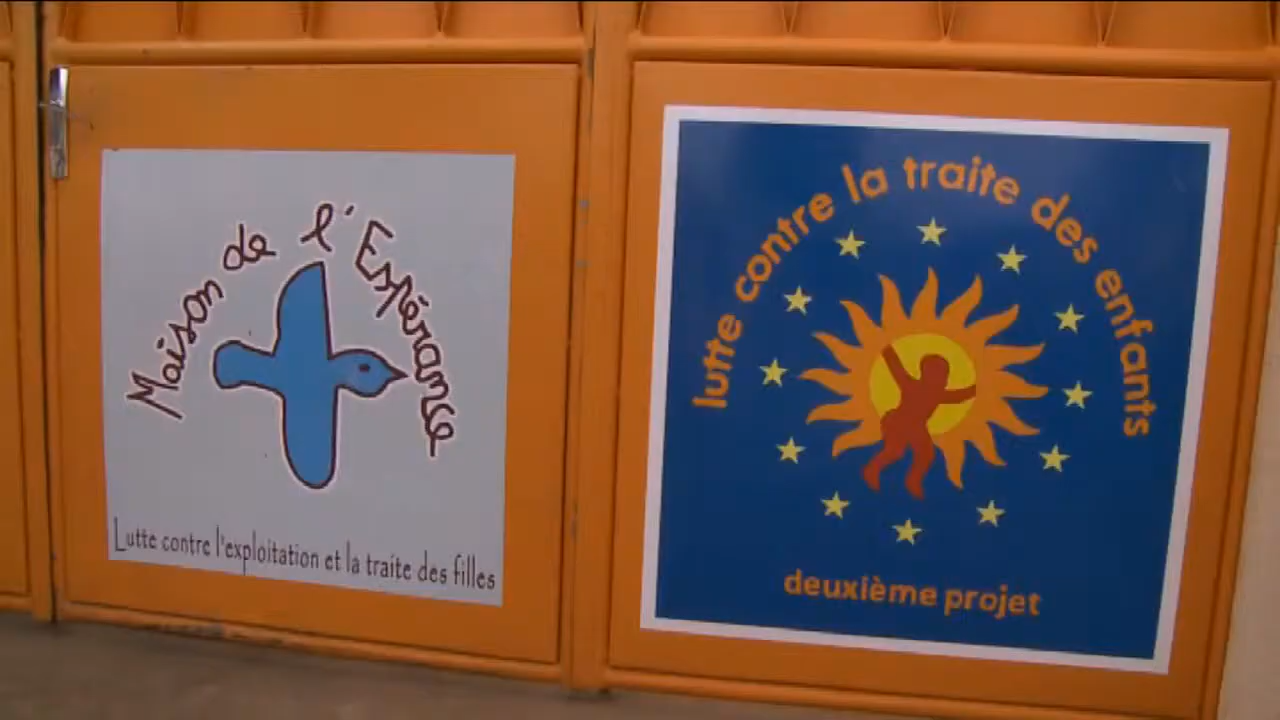 Maison de l'Espérance
Lutte contre l'exploitation et la traite des filles
lutte contre la traite des enfants
deuxième projet